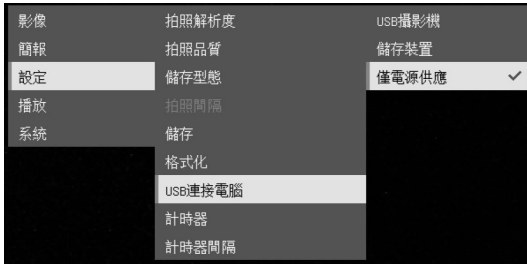 影像
簡報
設定
播放
系統
拍照解析度
拍照品質
儲存型態
拍照間隔
儲存
格式化
USB連接電腦
計時器
計時器間隔
USB攝影機
儲存裝置
僅電源供應 ✓